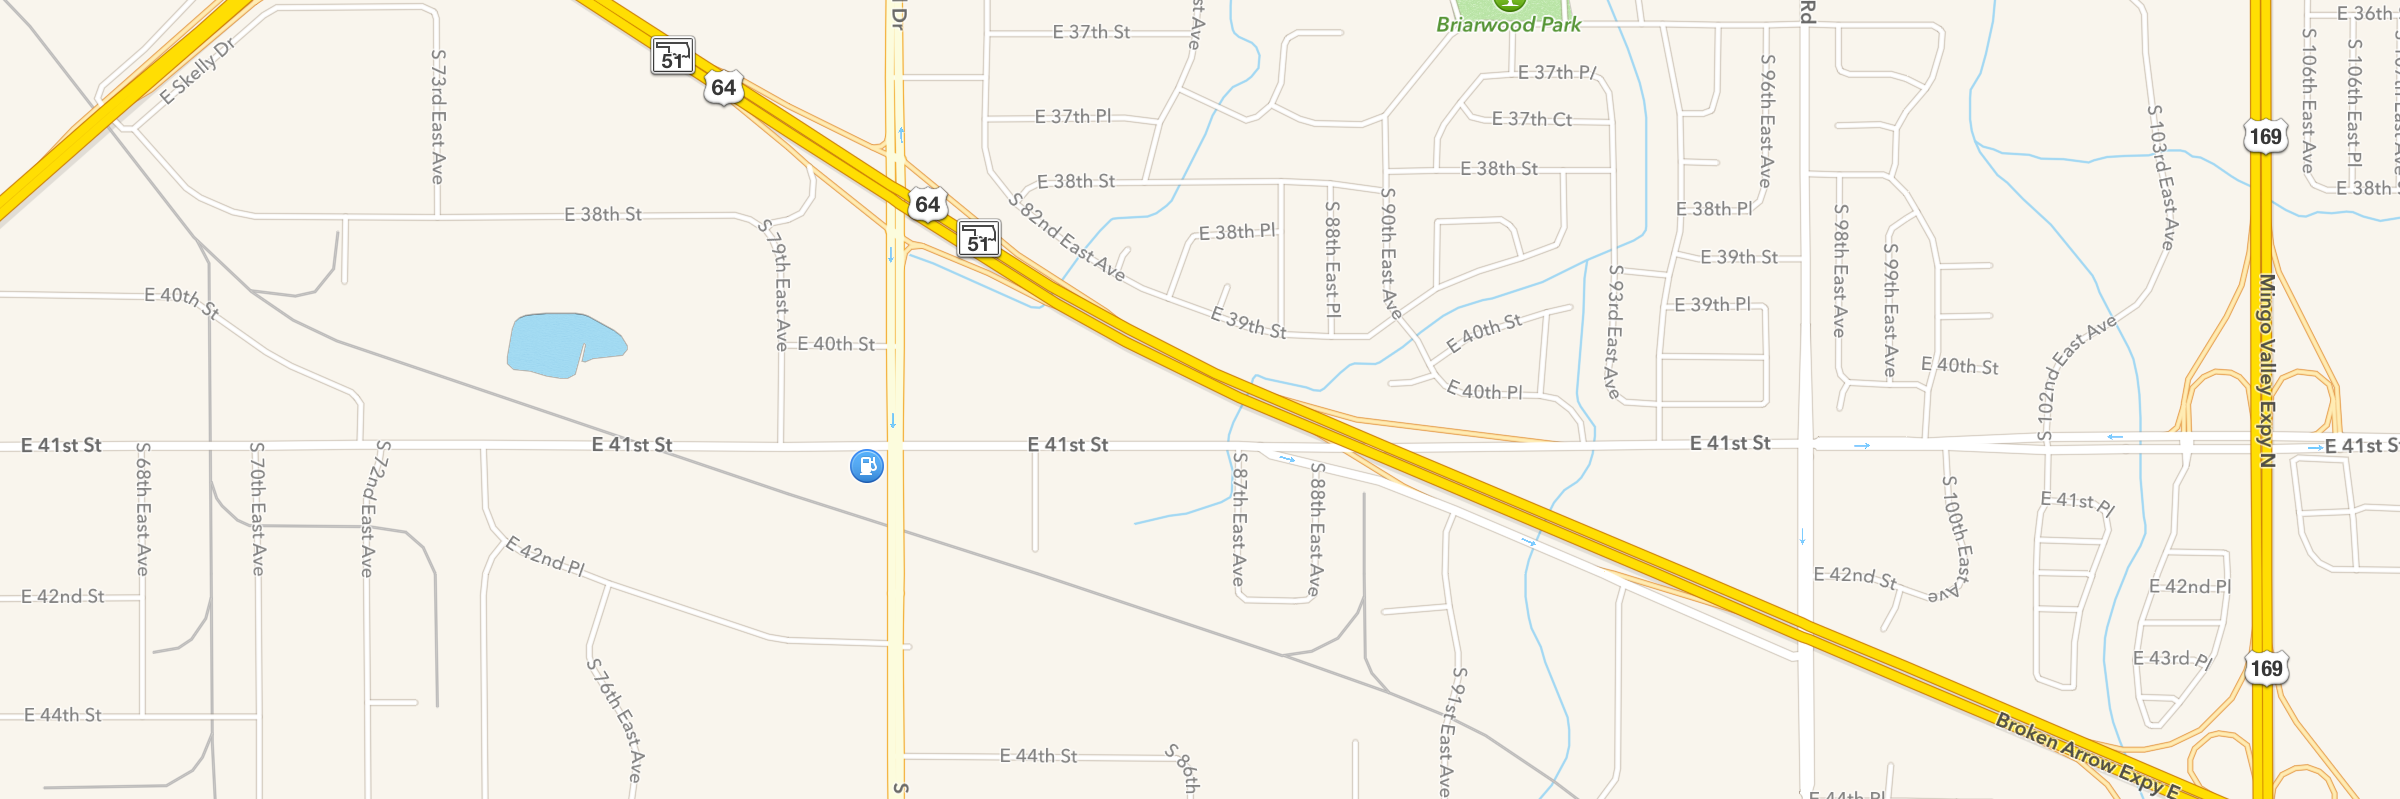 Dr
st Ave
Briarwood Park
Rd
E 36th
E Skelly Dr
51
64
S 73rd East Ave
E 37th St
E 37th Pl
E 37th Ct
S 96th East Ave
S 103rd East Ave
169
S 106th East Ave
S 106th East Pl
E 37th Pl
E 38th St
E 38th St
E 38th St
E 38th St
64
51
S 79th East Ave
S 82nd East Ave
E 38th Pl
S 88th East Pl
S 90th East Ave
E 38th Pl
E 39th St
S 98th East Ave
S 99th East Ave
S 93rd East Ave
E 39th Pl
E 40th St
E 40th St
E 39th St
E 40th St
E 40th Pl
E 40th St
S 102nd East Ave
Mingo Valley Expy N
E 41st St
E 41st St
E 41st St
E 41st St
E 41st S
S 68th East Ave
S 70th East Ave
S 72nd East Ave
S 87th East Ave
S 88th East Ave
S 100th East Ave
E 41st Pl
E 42nd St
E 42nd Pl
E 42nd St
E 42nd Pl
E 43rd Pl
169
E 44th St
S 76th East Ave
S 91st East Ave
E 44th St
S 86th
S
Broken Arrow Expy E
E 44th Pl